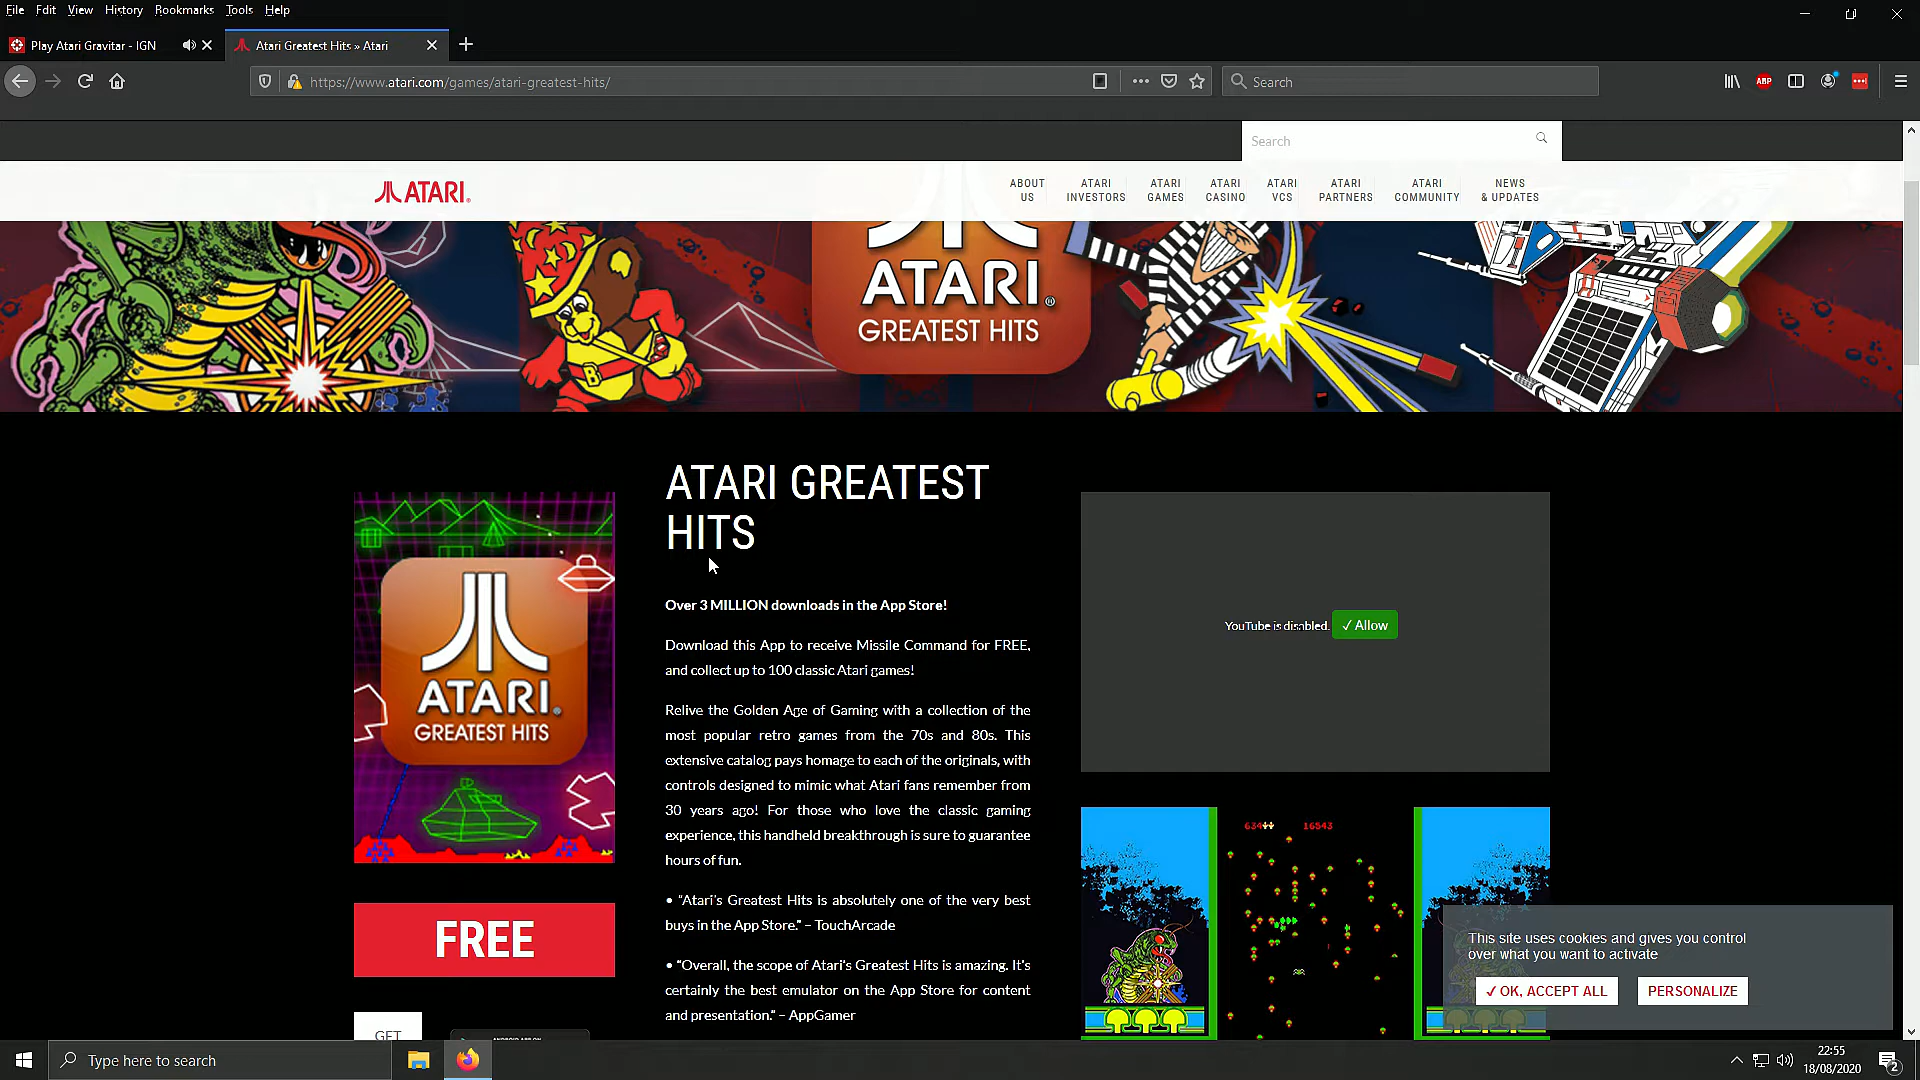 File Edit View History Bookmarks Tools Help
Play Atari Gravitar - IGN
Atari Greatest Hits » Atari
https://www.atari.com/games/atari-greatest-hits/
Search
ABP
Search
ATARI
ABOUT US
ATARI INVESTORS
ATARI GAMES
ATARI CASINO
ATARI VCS
ATARI PARTNERS
ATARI COMMUNITY
NEWS & UPDATES
ATARI®
GREATEST HITS
B
ATARI GREATEST
HITS
Over 3 MILLION downloads in the App Store!
Download this App to receive Missile Command for FREE,
and collect up to 100 classic Atari games!
Relive the Golden Age of Gaming with a collection of the
most popular retro games from the 70s and 80s. This
extensive catalog pays homage to each of the originals, with
controls designed to mimic what Atari fans remember from
30 years ago! For those who love the classic gaming
experience, this handheld breakthrough is sure to guarantee
hours of fun.
• “Atari’s Greatest Hits is absolutely one of the very best
buys in the App Store.” – TouchArcade
• “Overall, the scope of Atari’s Greatest Hits is amazing. It’s
certainly the best emulator on the App Store for content
and presentation.” – AppGamer
ATARI®
GREATEST HITS
FREE
GET
YouTube is disabled. ✓ Allow
634 16543
This site uses cookies and gives you control
over what you want to activate
✓ OK, ACCEPT ALL
PERSONALIZE
Type here to search
22:55
18/08/2020
2